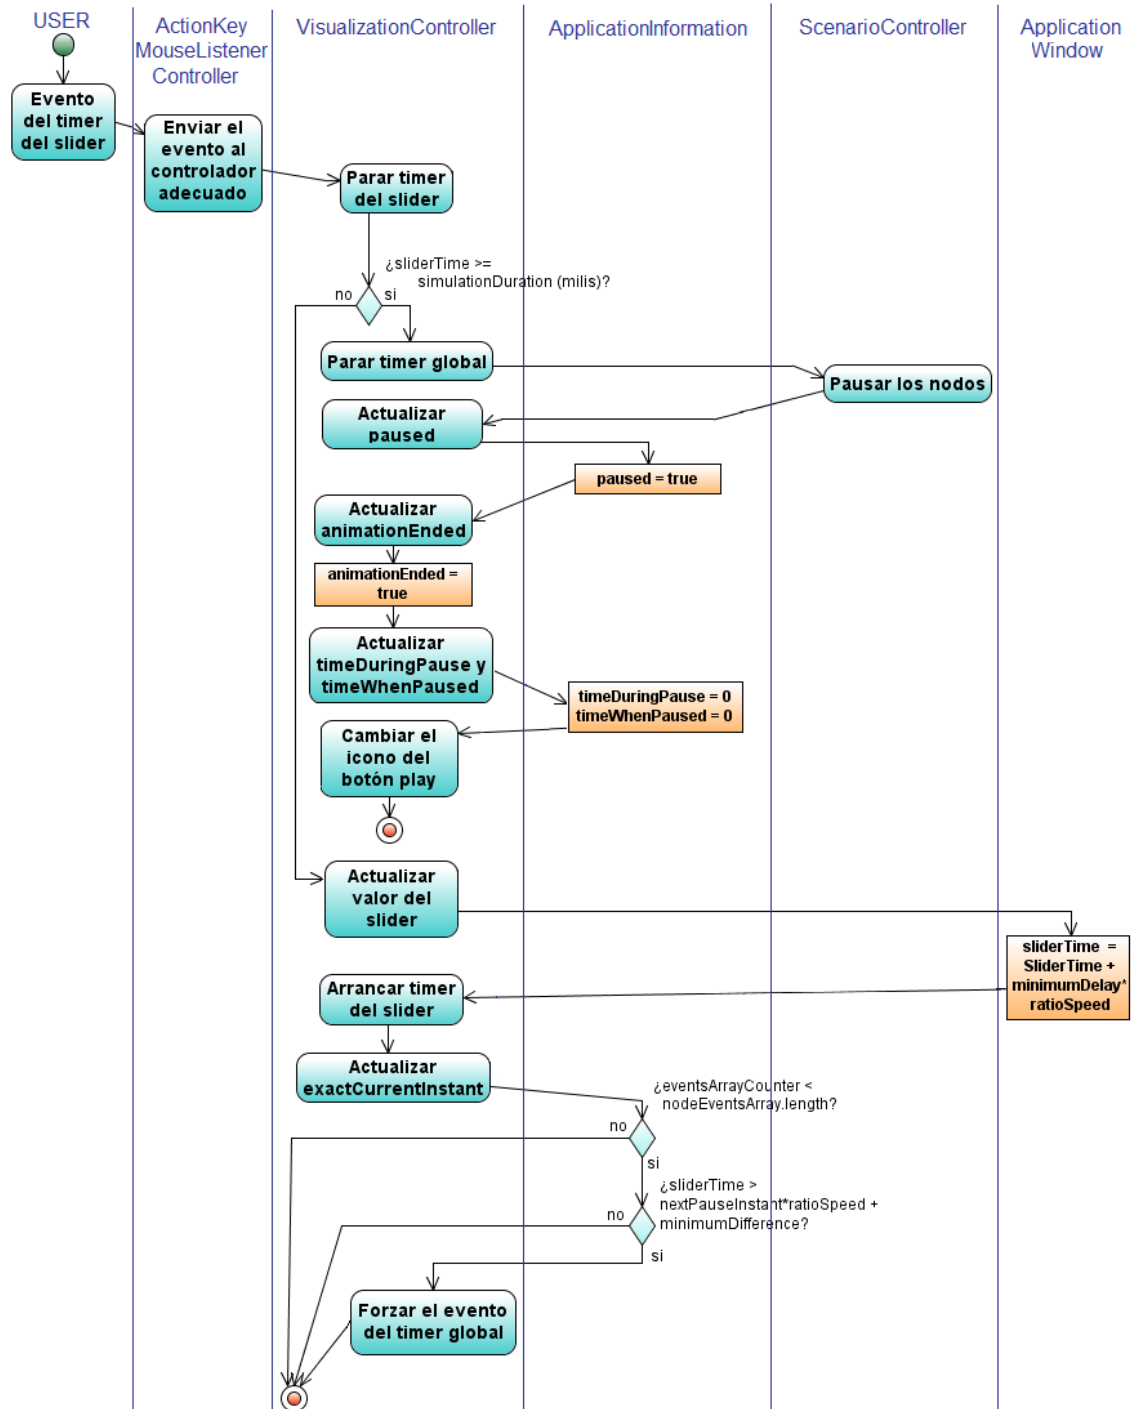 USER
ActionKey
MouseListener
Controller
VisualizationController
ApplicationInformation
ScenarioController
Application
Window
Evento
del timer
del slider
Enviar el
evento al
controlador
adecuado
Parar timer
del slider
¿sliderTime >=
simulationDuration (milis)?
no
si
Parar timer global
Pausar los nodos
Actualizar
paused
paused = true
Actualizar
animationEnded
animationEnded =
true
Actualizar
timeDuringPause y
timeWhenPaused
timeDuringPause = 0
timeWhenPaused = 0
Cambiar el
icono del
botón play
Actualizar
valor del
slider
sliderTime =
SliderTime +
minimumDelay*
ratioSpeed
Arrancar timer
del slider
Actualizar
exactCurrentInstant
¿eventsArrayCounter <
nodeEventsArray.length?
no
si
¿sliderTime >
nextPauseInstant*ratioSpeed +
minimumDifference?
no
si
Forzar el evento
del timer global